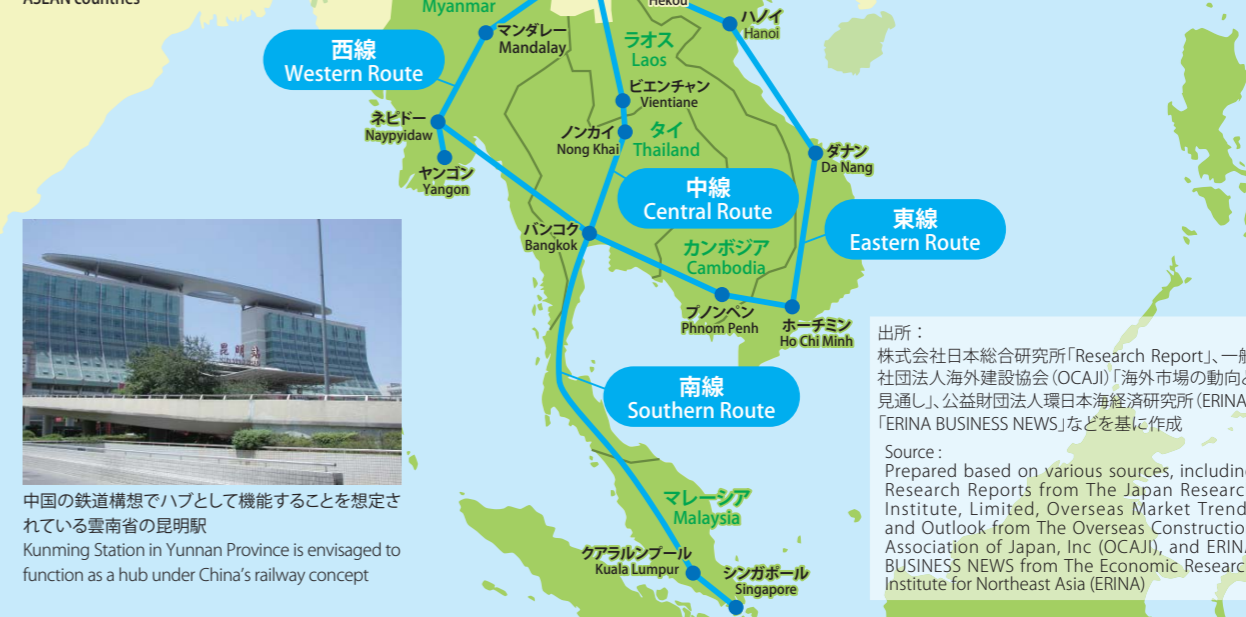 ASEAN countries
Myanmar
Hekou
ハノイ
Hanoi
マンダレー
Mandalay
ラオス
Laos
西線
Western Route
ビエンチャン
Vientiane
ネピドー
Naypyidaw
ノンカイ
Nong Khai
タイ
Thailand
ダナン
Da Nang
ヤンゴン
Yangon
中線
Central Route
東線
Eastern Route
バンコク
Bangkok
カンボジア
Cambodia
プノンペン
Phnom Penh
ホーチミン
Ho Chi Minh
昆明站
南線
Southern Route
マレーシア
Malaysia
クアラルンプール
Kuala Lumpur
シンガポール
Singapore
中国の鉄道構想でハブとして機能することを想定さ
れている雲南省の昆明駅
Kunming Station in Yunnan Province is envisaged to
function as a hub under China's railway concept
出所：
株式会社日本総合研究所「Research Report」、一般
社団法人海外建設協会（OCAJI）「海外市場の動向と
見通し」、公益財団法人環日本海経済研究所（ERINA
「ERINA BUSINESS NEWS」などを基に作成
Source :
Prepared based on various sources, including
Research Reports from The Japan Researc
Institute, Limited, Overseas Market Trend
and Outlook from The Overseas Constructio
Association of Japan, Inc (OCAJI), and ERINA
BUSINESS NEWS from The Economic Researc
Institute for Northeast Asia (ERINA)